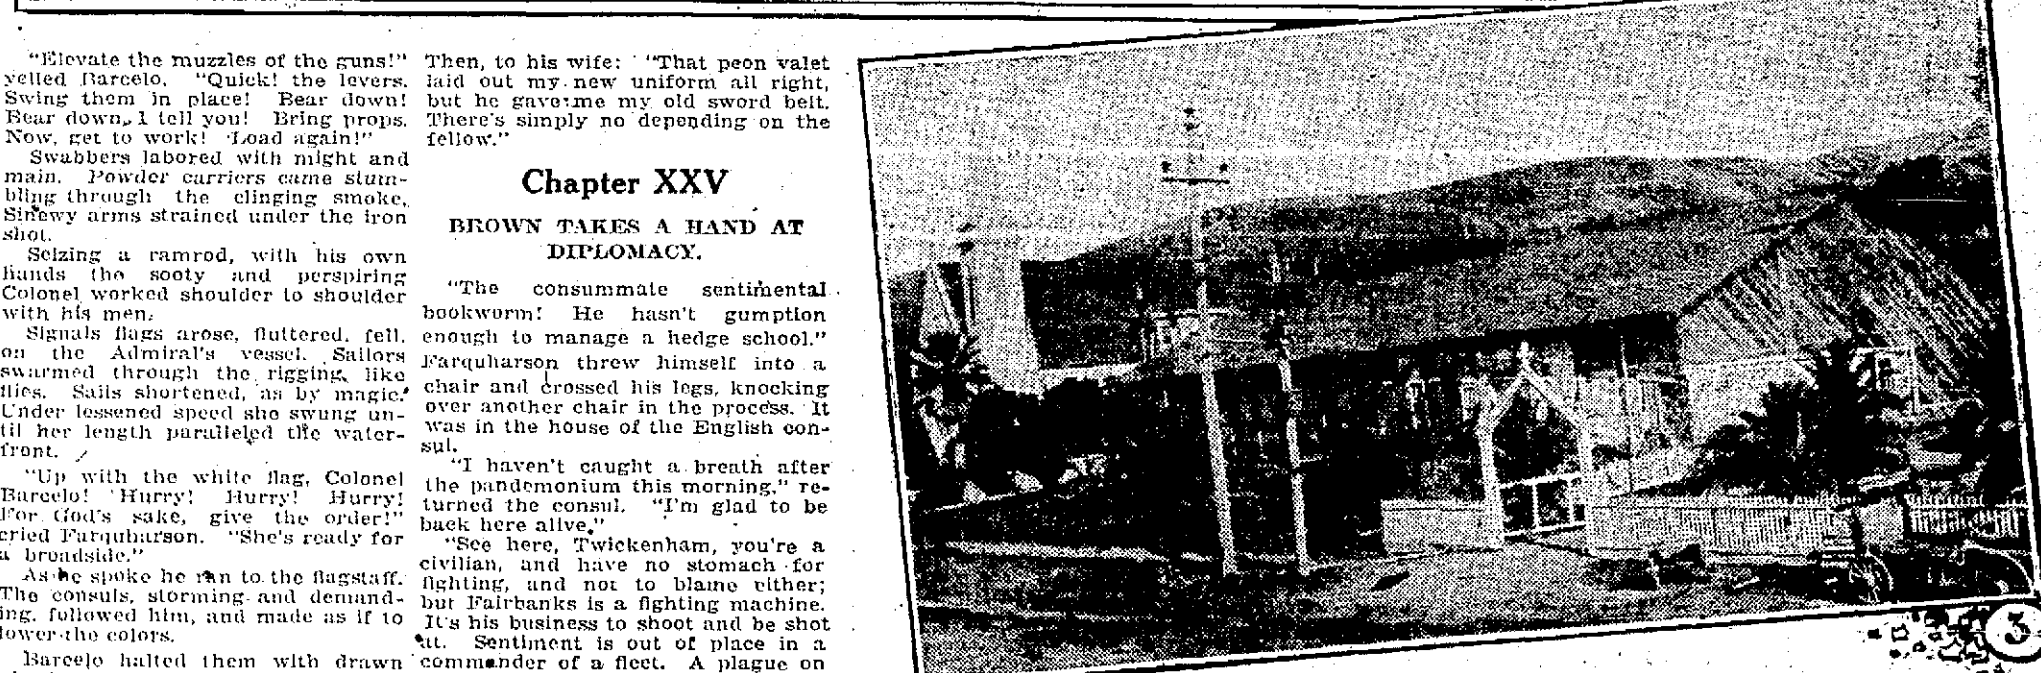 "Elevate the muzzles of the guns!"
yelled Barcelo. "Quick! the levers.
Swing them in place! Bear down!
Bear down, I tell you! Bring props.
Now, get to work! Load again!"
Swabbers labored with might and
main. Powder carriers came stum-
bling through the clinging smoke.
Sinewy arms strained under the iron
shot.
Seizing a ramrod, with his own
hands the sooty and perspiring
Colonel worked shoulder to shoulder
with his men.
Signals flags arose, fluttered, fell,
on the Admiral's vessel. Sailors
swarmed through the rigging, like
flies. Sails shortened, as by magic.
Under lessened speed she swung un-
til her length paralleled the water-
front.
"Up with the white flag, Colonel
Barcelo! Hurry! Hurry! Hurry!
For God's sake, give the order!"
cried Farquharson. "She's ready for
a broadside."
As he spoke he ran to the flagstaff.
The consuls, storming and demand-
ing, followed him, and made as if to
lower the colors.
Barcelo halted them with drawn
Then, to his wife: "That peon valet
laid out my new uniform all right,
but he gave me my old sword belt.
There's simply no depending on the
fellow."
Chapter XXV
BROWN TAKES A HAND AT
DIPLOMACY.
"The consummate sentimental
bookworm! He hasn't gumption
enough to manage a hedge school."
Farquharson threw himself into a
chair and crossed his legs, knocking
over another chair in the process. It
was in the house of the English con-
sul.
"I haven't caught a breath after
the pandemonium this morning," re-
turned the consul. "I'm glad to be
back here alive."
"See here, Twickenham, you're a
civilian, and have no stomach for
fighting, and not to blame either;
but Fairbanks is a fighting machine.
It's his business to shoot and be shot
at. Sentiment is out of place in a
commander of a fleet. A plague on
3